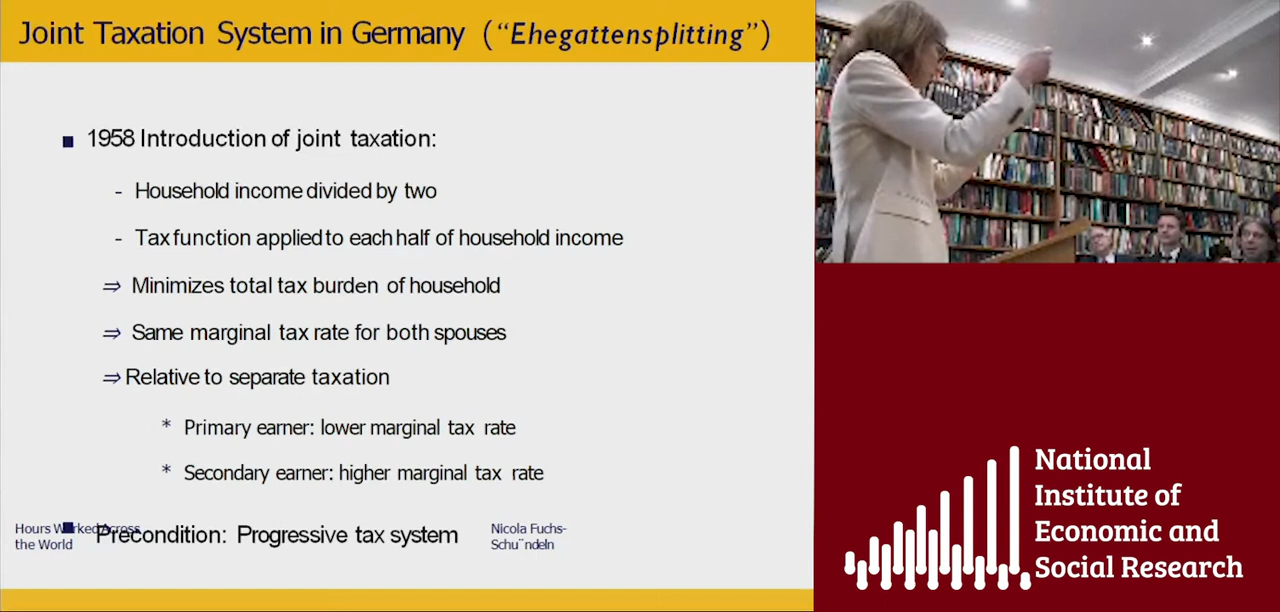 Joint Taxation System in Germany (“Ehegattensplitting”)
1958 Introduction of joint taxation:
- Household income divided by two
- Tax function applied to each half of household income
⇒ Minimizes total tax burden of household
⇒ Same marginal tax rate for both spouses
⇒ Relative to separate taxation
* Primary earner: lower marginal tax rate
* Secondary earner: higher marginal tax rate
Precondition: Progressive tax system
Hours Worked Across
the World
Nicola Fuchs-
Schu¨ndeln
National
Institute of
Economic and
Social Research